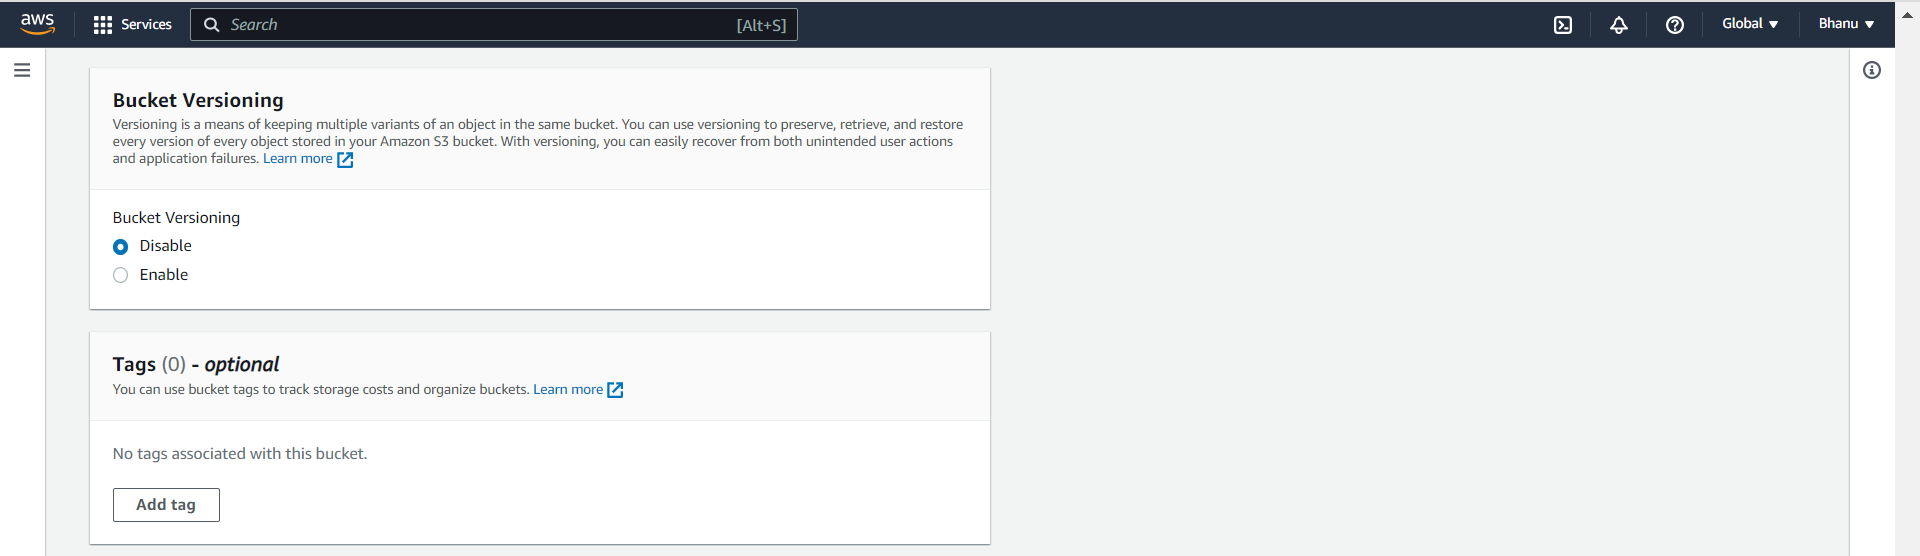 aws Services Search [Alt+S] Global Bhanu
Bucket Versioning
Versioning is a means of keeping multiple variants of an object in the same bucket. You can use versioning to preserve, retrieve, and restore
every version of every object stored in your Amazon S3 bucket. With versioning, you can easily recover from both unintended user actions
and application failures. Learn more
Bucket Versioning
Disable
Enable
Tags (0) - optional
You can use bucket tags to track storage costs and organize buckets. Learn more
No tags associated with this bucket.
Add tag